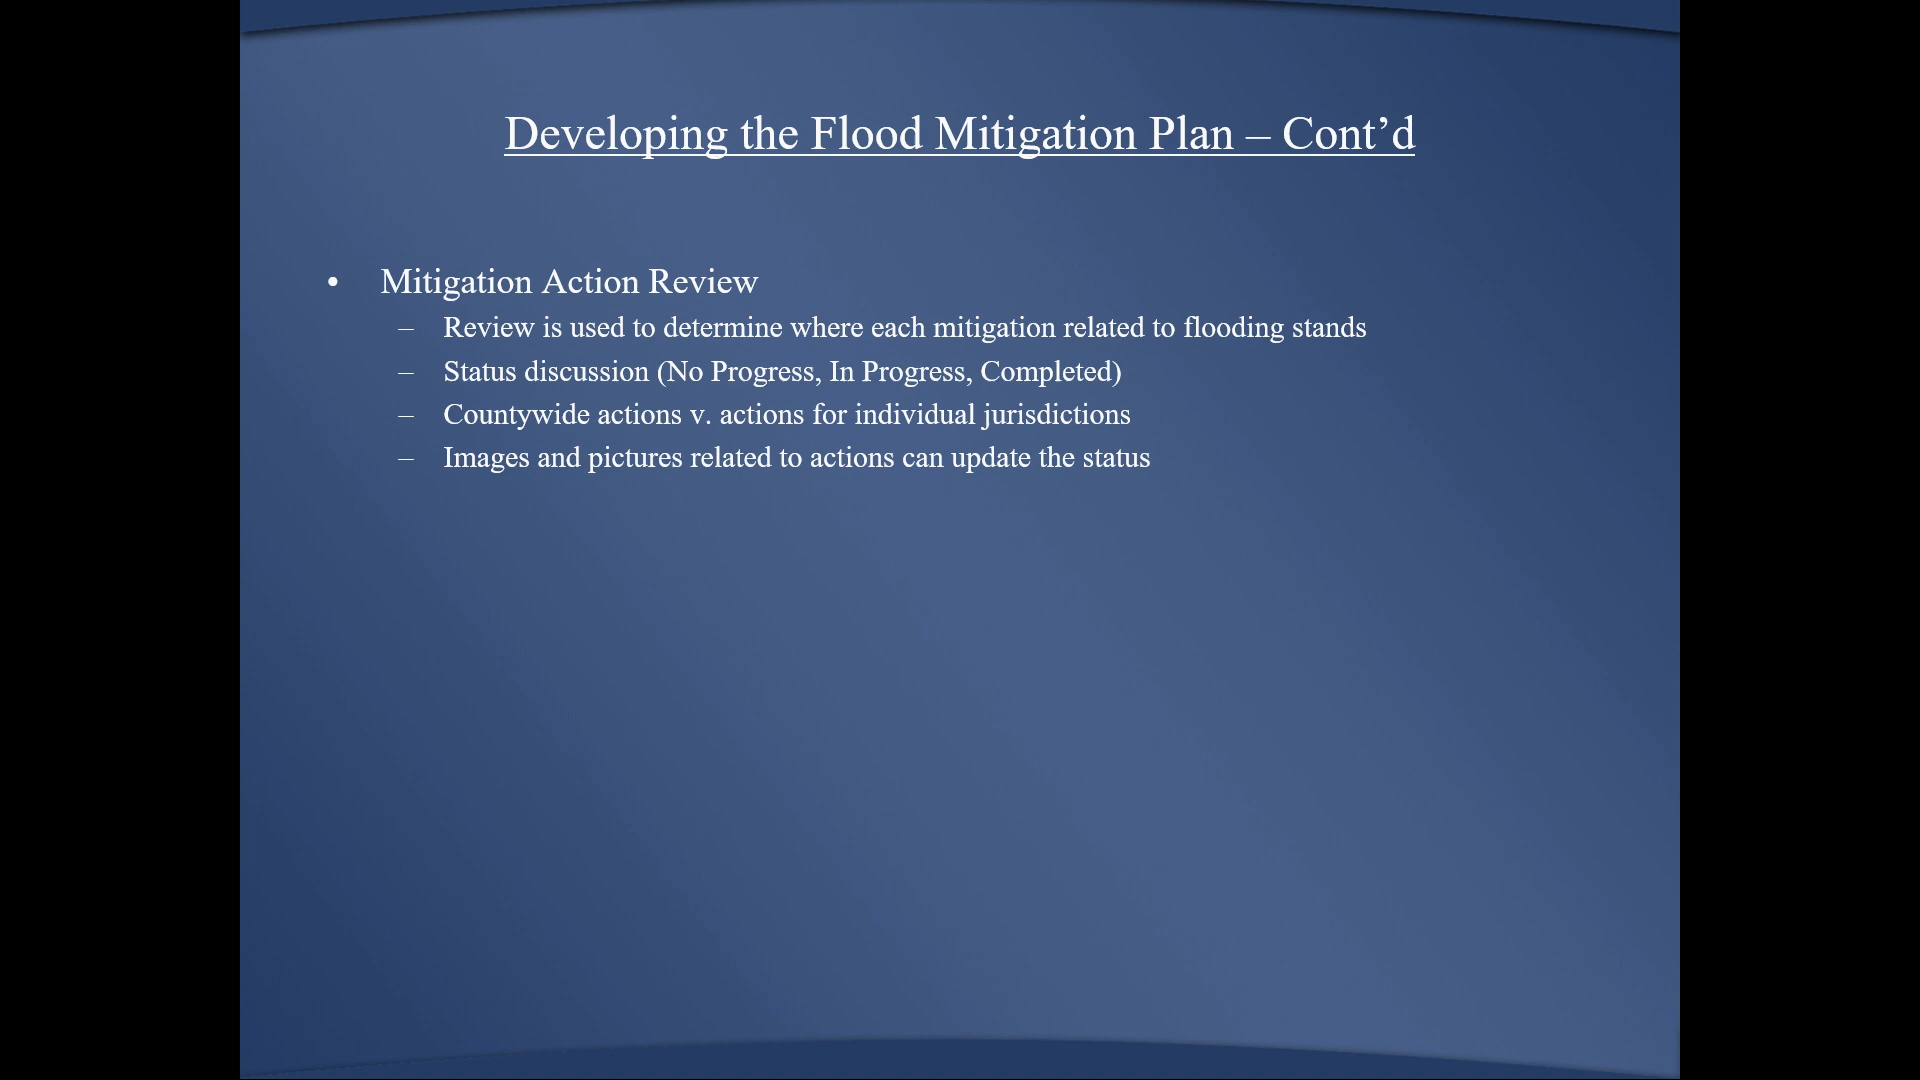 Developing the Flood Mitigation Plan – Cont’d
• Mitigation Action Review
– Review is used to determine where each mitigation related to flooding stands
– Status discussion (No Progress, In Progress, Completed)
– Countywide actions v. actions for individual jurisdictions
– Images and pictures related to actions can update the status